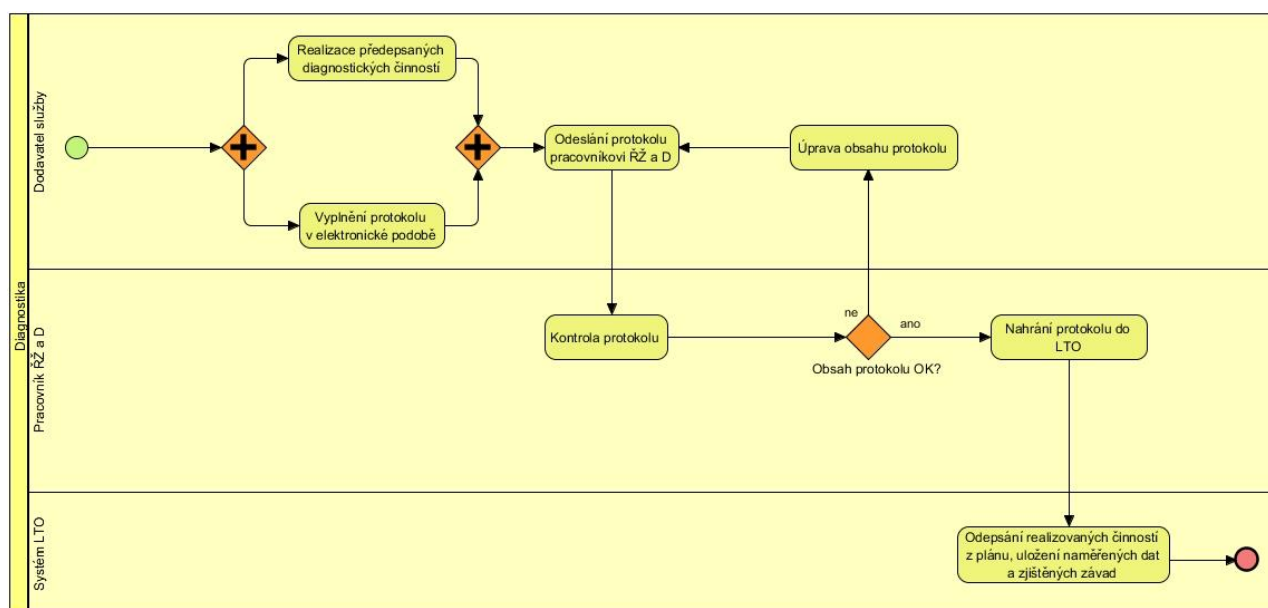 Diagnostika
Dodavatel služby
Realizace předepsaných
diagnostických činností
Vyplnění protokolu
v elektronické podobě
Odeslání protokolu
pracovníkovi ŘŽ a D
Úprava obsahu protokolu
Pracovník ŘŽ a D
Kontrola protokolu
ne
ano
Obsah protokolu OK?
Nahrání protokolu do
LTO
Systém LTO
Odepsání realizovaných činností
z plánu, uložení naměřených dat
a zjištěných závad